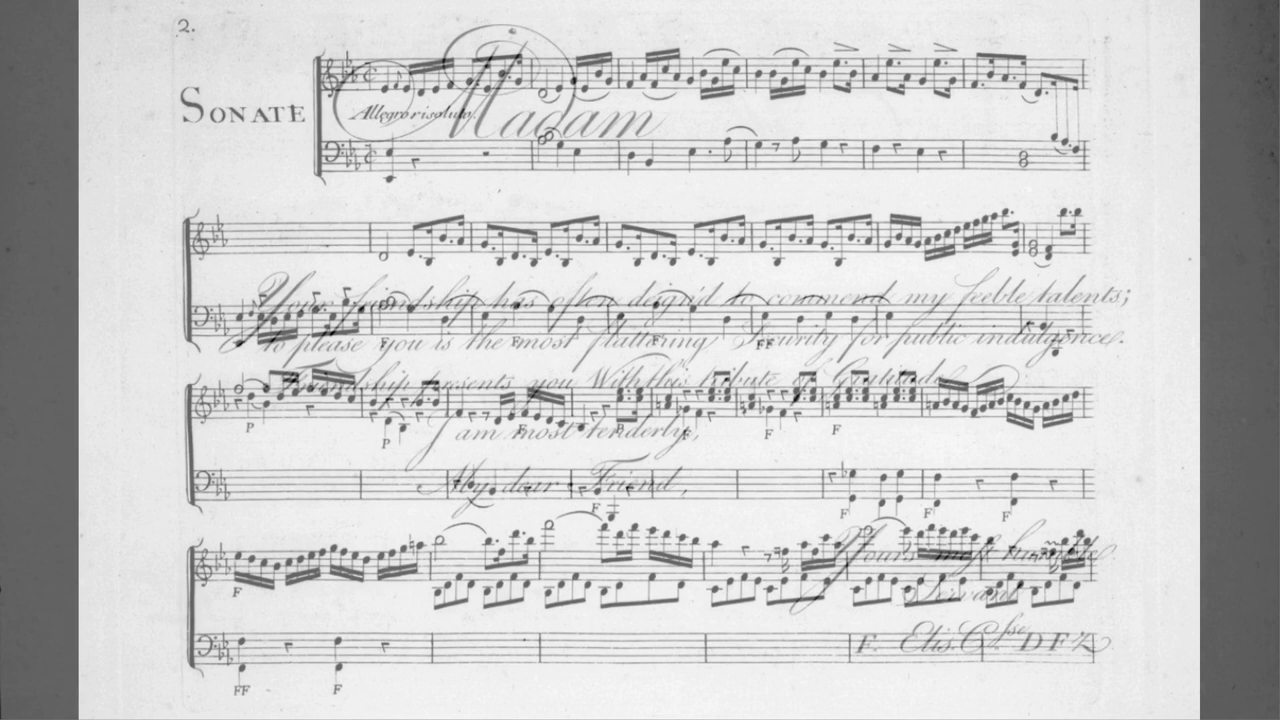 2.
SONATE
Allegro risoluto.
Madam
Your friendship has often deign'd to commend my feeble talents;
to please you is the most flattering Security for public indulgence.
Friendship presents you With this tribute of Gratitude
P
P
F
P
F
F
F
I am most tenderly,
My dear Friend,
F
F
F
F
Yours most humble
F
Servant
F. Elis. C.sse D F
FF
F